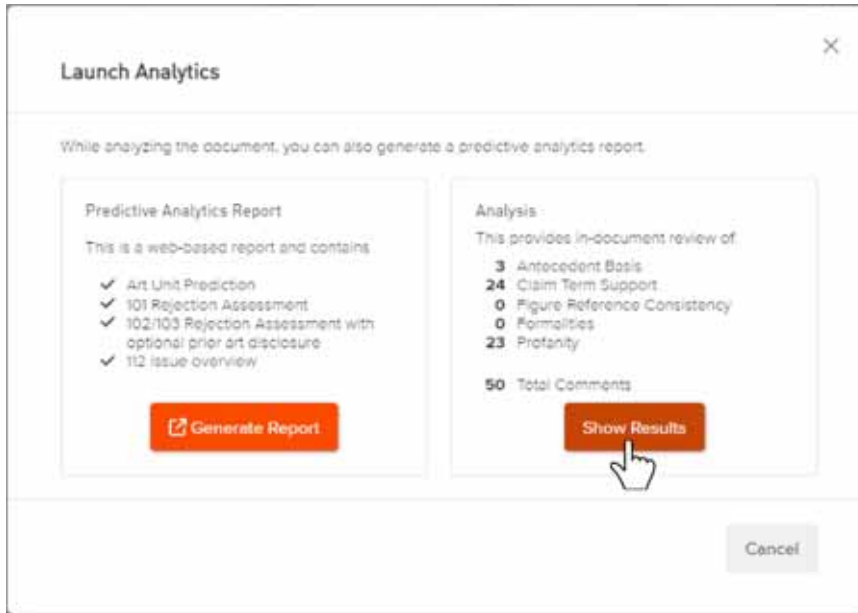 Launch Analytics
While analyzing the document, you can also generate a predictive analytics report.
Predictive Analytics Report
This is a web-based report and contains
Art Unit Prediction
101 Rejection Assessment
102/103 Rejection Assessment with
optional prior art disclosure
112 Issue overview
Generate Report
Analysis
This provides in-document review of
3 Antecedent Basis
24 Claim Term Support
0 Figure Reference Consistency
0 Formalities
23 Profanity
50 Total Comments
Show Results
Cancel